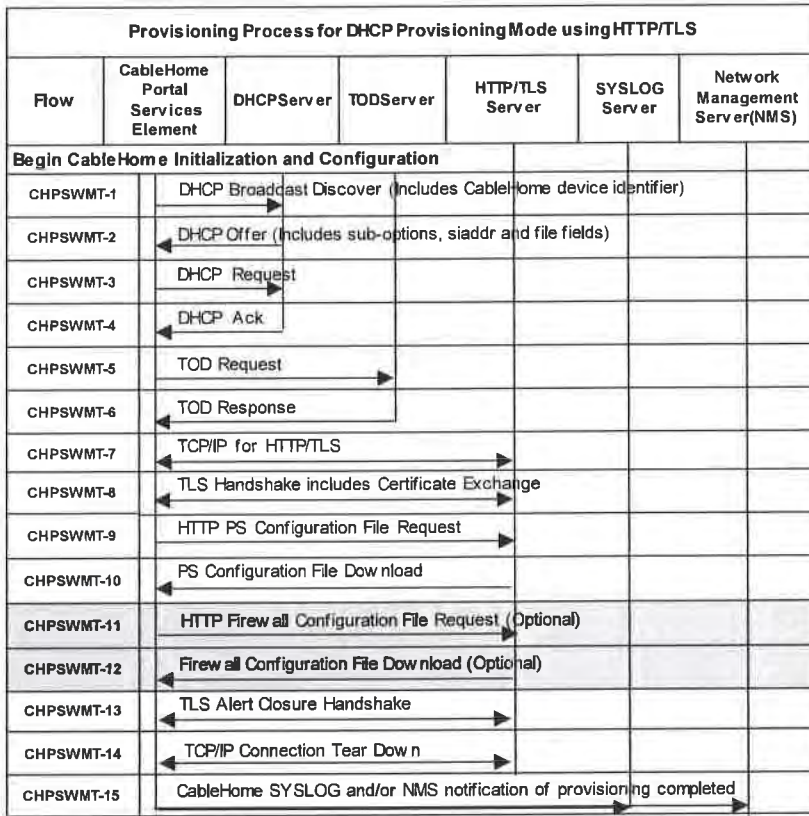 Provisioning Process for DHCP Provisioning Mode using HTTP/TLS
Flow
CableHome
Portal
Services
Element
DHCPServer
TODServer
HTTP/TLS
Server
SYSLOG
Server
Network
Management
Server(NMS)
Begin CableHome Initialization and Configuration
CHPSWMT-1
DHCP Broadcast Discover (Includes CableHome device identifier)
CHPSWMT-2
DHCP Offer (Includes sub-options, siaddr and file fields)
CHPSWMT-3
DHCP Request
CHPSWMT-4
DHCP Ack
CHPSWMT-5
TOD Request
CHPSWMT-6
TOD Response
CHPSWMT-7
TCP/IP for HTTP/TLS
CHPSWMT-8
TLS Handshake includes Certificate Exchange
CHPSWMT-9
HTTP PS Configuration File Request
CHPSWMT-10
PS Configuration File Download
CHPSWMT-11
HTTP Firewall Configuration File Request (Optional)
CHPSWMT-12
Firewall Configuration File Download (Optional)
CHPSWMT-13
TLS Alert Closure Handshake
CHPSWMT-14
TCP/IP Connection Tear Down
CHPSWMT-15
CableHome SYSLOG and/or NMS notification of provisioning completed